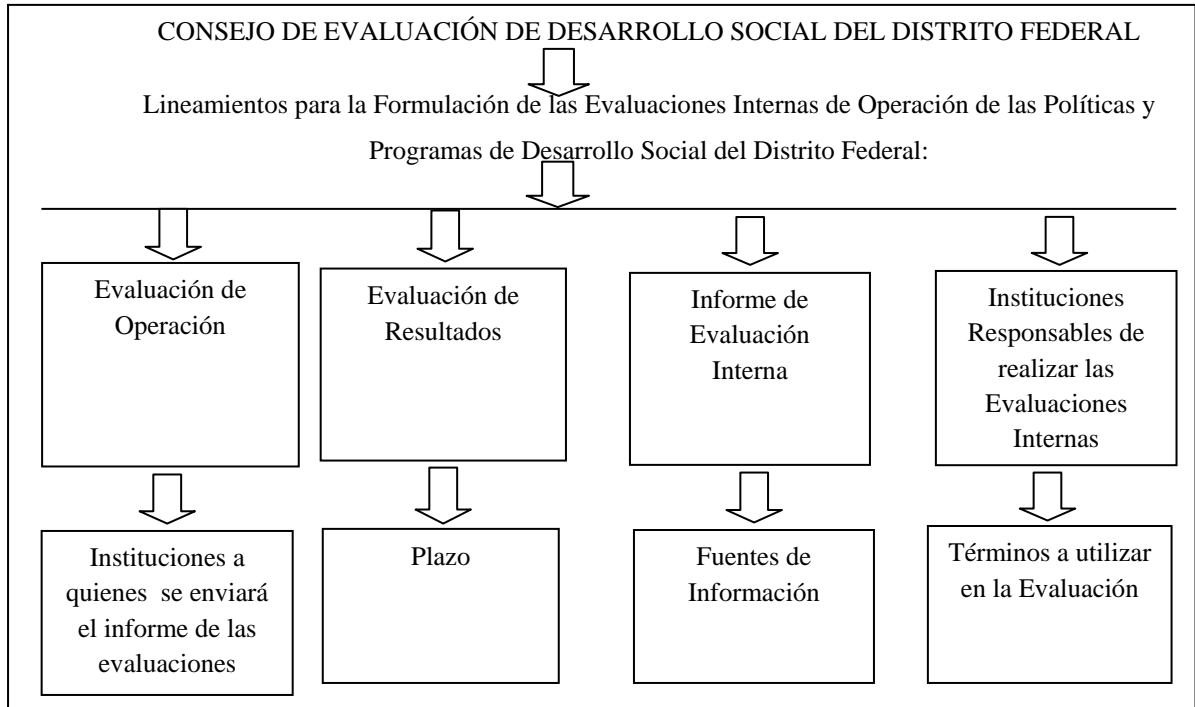 CONSEJO DE EVALUACIÓN DE DESARROLLO SOCIAL DEL DISTRITO FEDERAL
Lineamientos para la Formulación de las Evaluaciones Internas de Operación de las Políticas y
Programas de Desarrollo Social del Distrito Federal:
Evaluación de
Operación
Evaluación de
Resultados
Informe de
Evaluación
Interna
Instituciones
Responsables de
realizar las
Evaluaciones
Internas
Instituciones a
quienes se enviará
el informe de las
evaluaciones
Plazo
Fuentes de
Información
Términos a utilizar
en la Evaluación